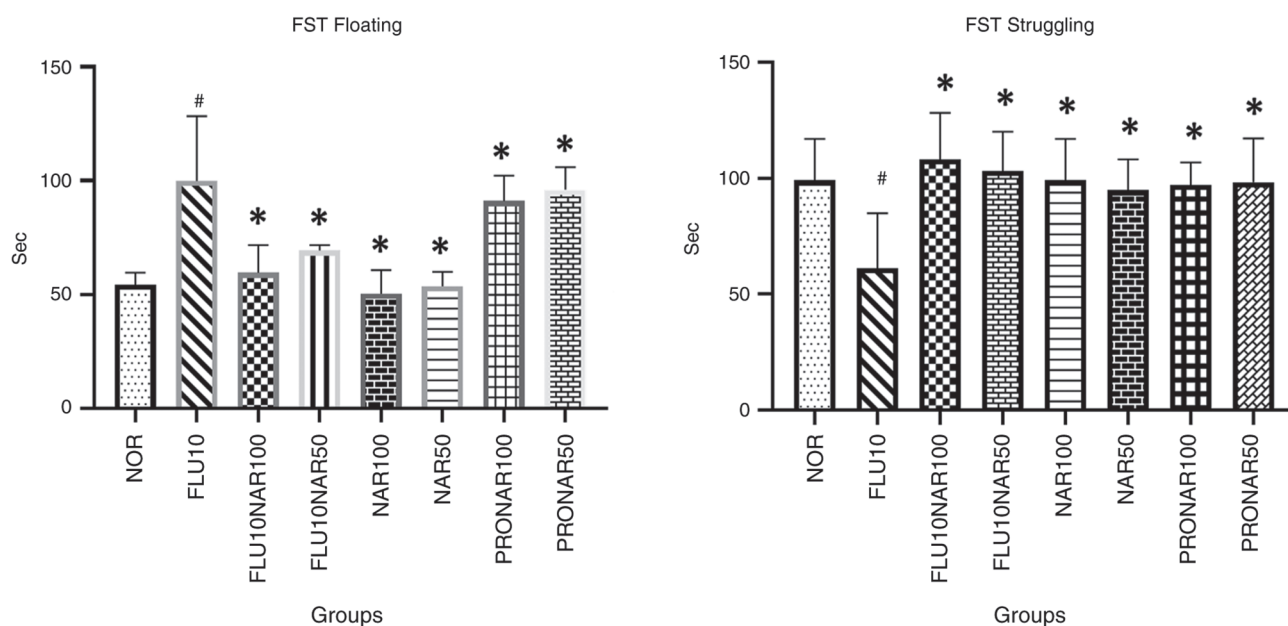 FST Floating
150
100
50
0
Sec
#
*
*
*
*
*
*
NOR
FLU10
FLU10NAR100
FLU10NAR50
NAR100
NAR50
PRONAR100
PRONAR50
Groups
FST Struggling
150
100
50
0
Sec
#
*
*
*
*
*
*
NOR
FLU10
FLU10NAR100
FLU10NAR50
NAR100
NAR50
PRONAR100
PRONAR50
Groups